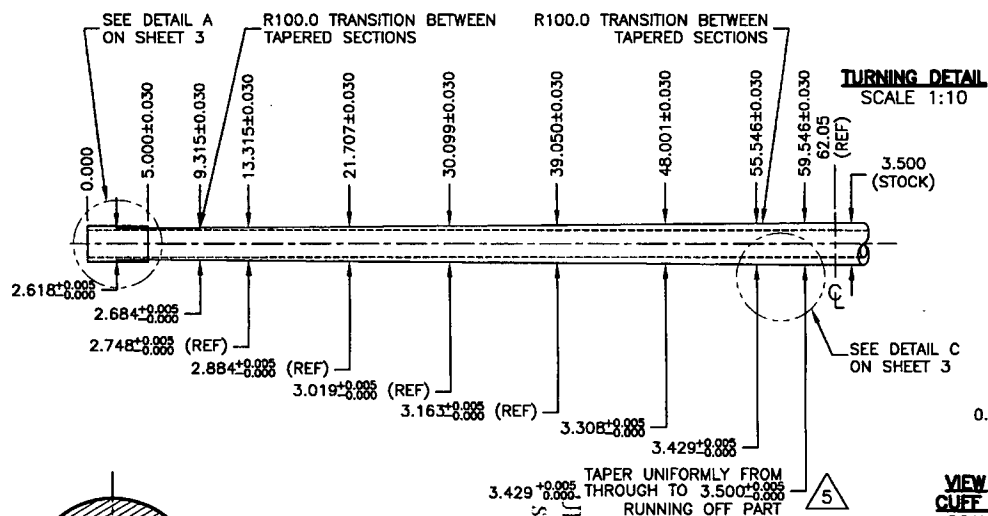 SEE DETAIL A
ON SHEET 3
R100.0 TRANSITION BETWEEN
TAPERED SECTIONS
R100.0 TRANSITION BETWEEN
TAPERED SECTIONS
TURNING DETAIL
SCALE 1:10
0.000
5.000±0.030
9.315±0.030
13.315±0.030
21.707±0.030
30.099±0.030
39.050±0.030
48.001±0.030
55.546±0.030
59.546±0.030
62.05
(REF)
3.500
(STOCK)
2.618+0.005 -0.000
2.684+0.005 -0.000
2.748+0.005 -0.000 (REF)
2.884+0.005 -0.000 (REF)
3.019+0.005 -0.000 (REF)
3.163+0.005 -0.000 (REF)
3.308+0.005 -0.000
3.429+0.005 -0.000
℄
SEE DETAIL C
ON SHEET 3
0.
TAPER UNIFORMLY FROM
3.429+0.005 -0.000 THROUGH TO 3.500+0.005 -0.000
RUNNING OFF PART
5
VIEW
CUFF